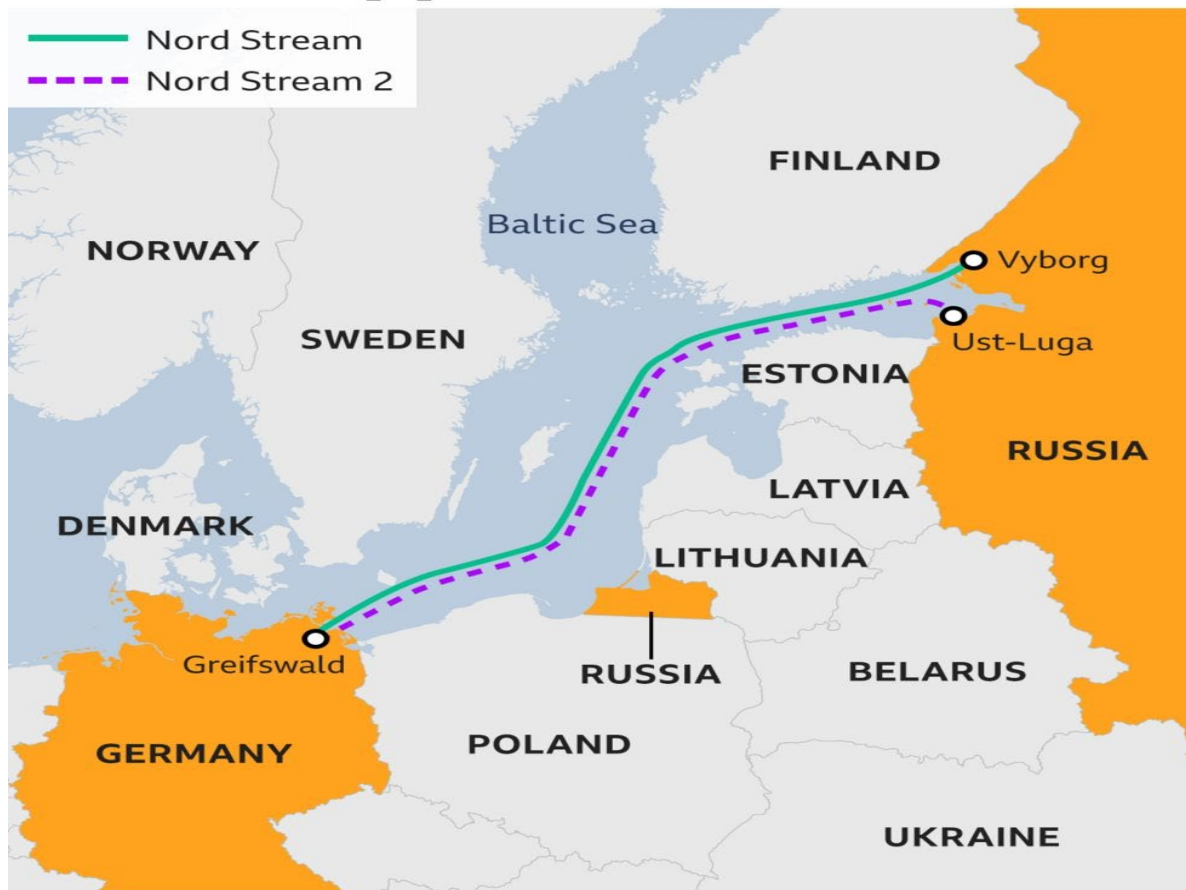 Nord Stream
Nord Stream 2
FINLAND
Baltic Sea
NORWAY
Vyborg
SWEDEN
Ust-Luga
ESTONIA
RUSSIA
LATVIA
DENMARK
LITHUANIA
Greifswald
RUSSIA
BELARUS
GERMANY
POLAND
UKRAINE